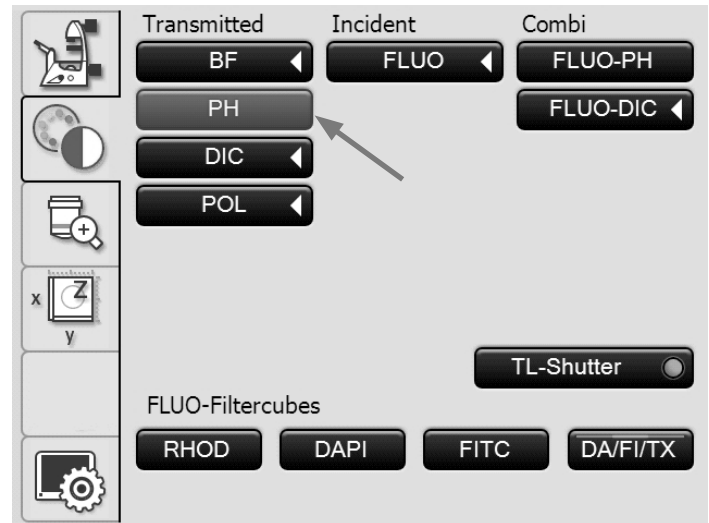 Transmitted Incident Combi
BF FLUO FLUO-PH
PH FLUO-DIC
DIC
POL
x Z
y
TL-Shutter
FLUO-Filtercubes
RHOD DAPI FITC DA/FI/TX